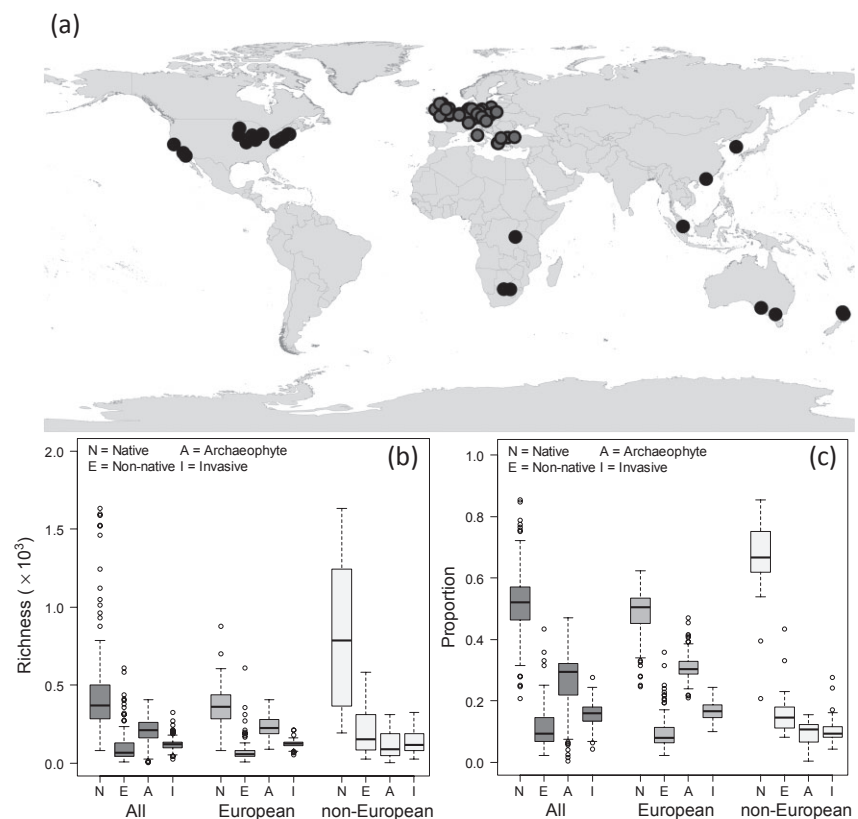 (a)
N = Native A = Archaeophyte
E = Non-native I = Invasive
(b)
2.0
1.5
1.0
0.5
0.0
Richness ( × 10³)
N E A I N E A I N E A I
All European non-European
N = Native A = Archaeophyte
E = Non-native I = Invasive
(c)
1.0
0.8
0.6
0.4
0.2
0.0
Proportion
N E A I N E A I N E A I
All European non-European